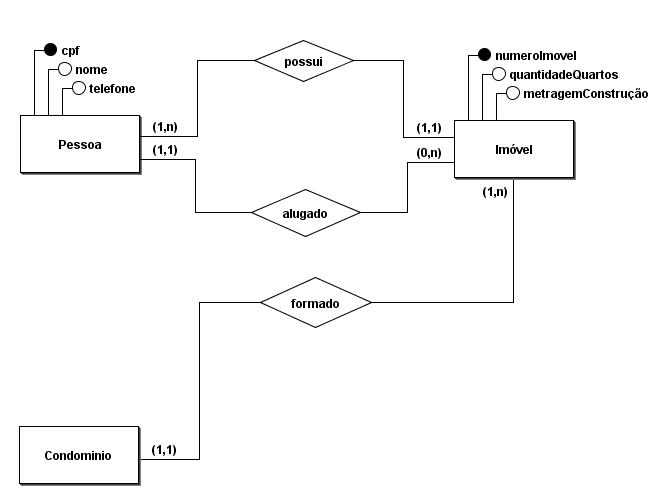 cpf
nome
telefone
Pessoa
possui
numeroImovel
quantidadeQuartos
metragemConstrução
Imóvel
(1,n)
(1,1)
(1,1)
(0,n)
alugado
(1,n)
formado
Condominio
(1,1)